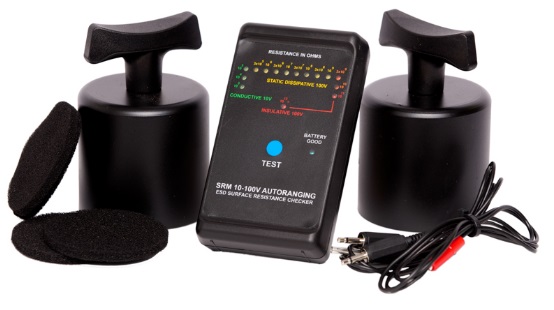 RESISTANCE IN OHMS
STATIC DISSIPATIVE 100V
CONDUCTIVE 10V
INSULATIVE 100V
BATTERY
GOOD
TEST
SRM 10-100V AUTORANGING
ESD SURFACE RESISTANCE CHECKER